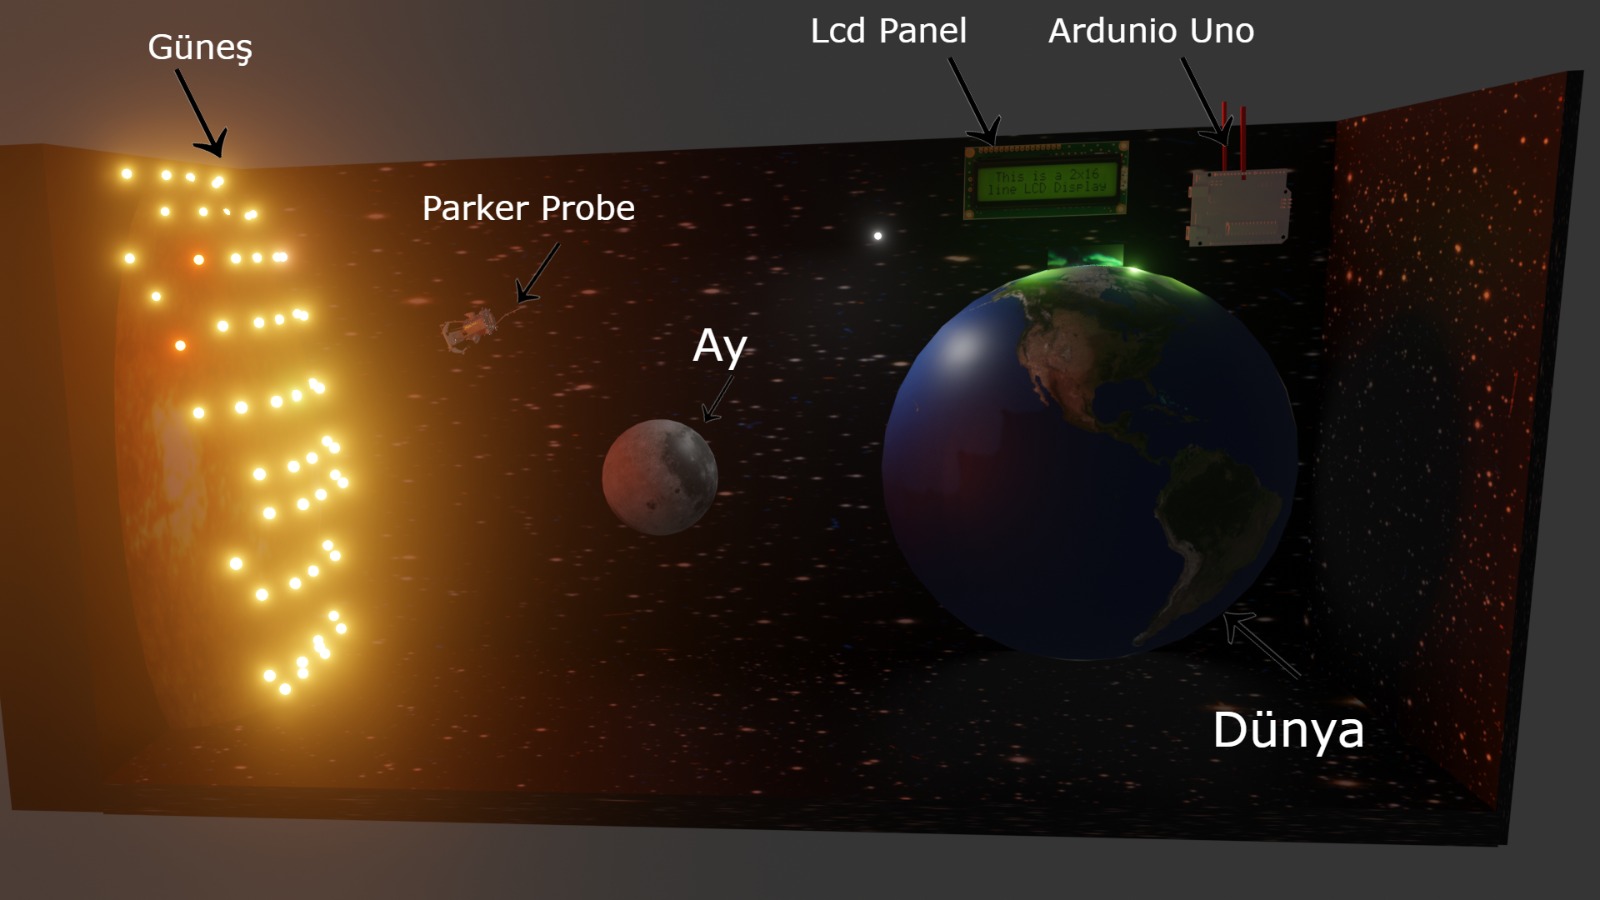 Güneş
Lcd Panel
Ardunio Uno
This is a 2x16
line LCD Display
Parker Probe
Ay
Dünya